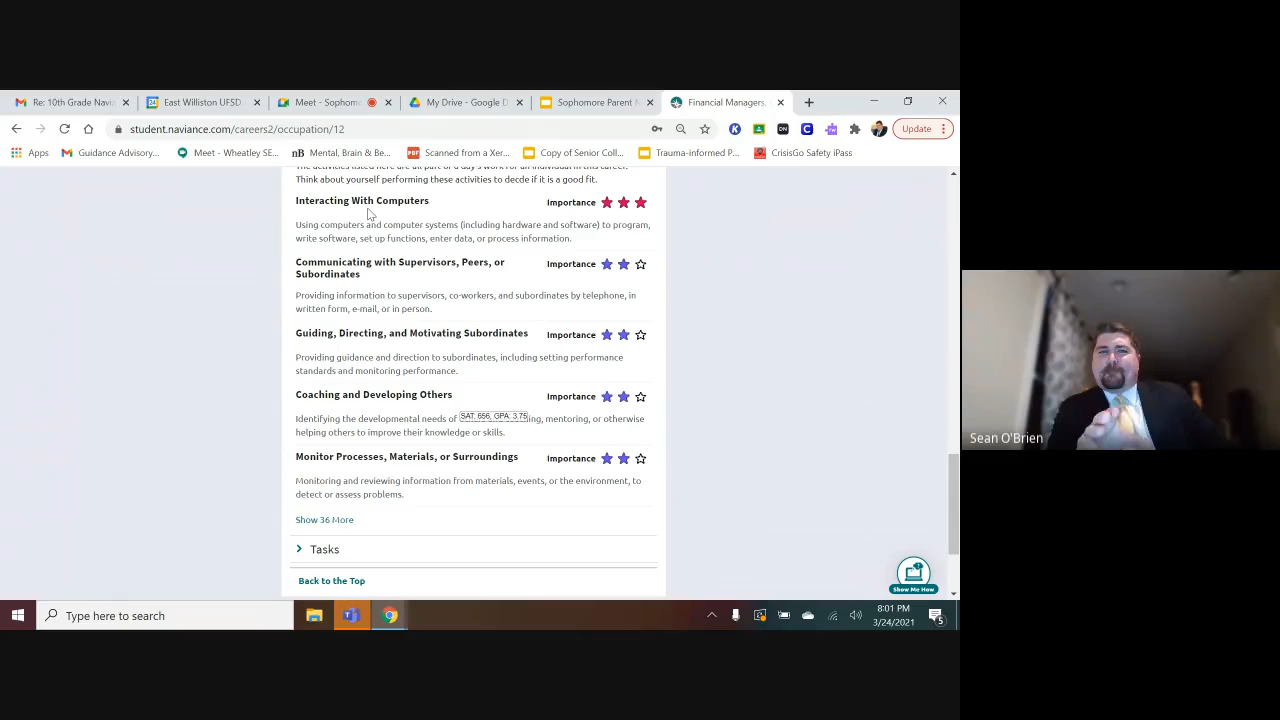 Re: 10th Grade Navia
East Williston UFSD
Meet - Sophom
My Drive - Google D
Sophomore Parent N
Financial Managers.
student.naviance.com/careers2/occupation/12
Update
Apps
Guidance Advisory...
Meet - Wheatley SE...
nB Mental, Brain & Be...
Scanned from a Xer...
Copy of Senior Coll...
Trauma-informed P...
CrisisGo Safety iPass
Think about yourself performing these activities to decde if it is a good fit.
Interacting With Computers
Importance
Using computers and computer systems (including hardware and software) to program,
write software, set up functions, enter data, or process information.
Communicating with Supervisors, Peers, or
Subordinates
Importance
Providing information to supervisors, co-workers, and subordinates by telephone, in
written form, e-mail, or in person.
Guiding, Directing, and Motivating Subordinates
Importance
Providing guidance and direction to subordinates, including setting performance
standards and monitoring performance.
Coaching and Developing Others
Importance
Identifying the developmental needs of SAT: 656, GPA: 3.75 ing, mentoring, or otherwise
helping others to improve their knowledge or skills.
Monitor Processes, Materials, or Surroundings
Importance
Monitoring and reviewing information from materials, events, or the environment, to
detect or assess problems.
Show 36 More
Tasks
Back to the Top
Show Me How
Type here to search
8:01 PM
3/24/2021
5
Sean O'Brien